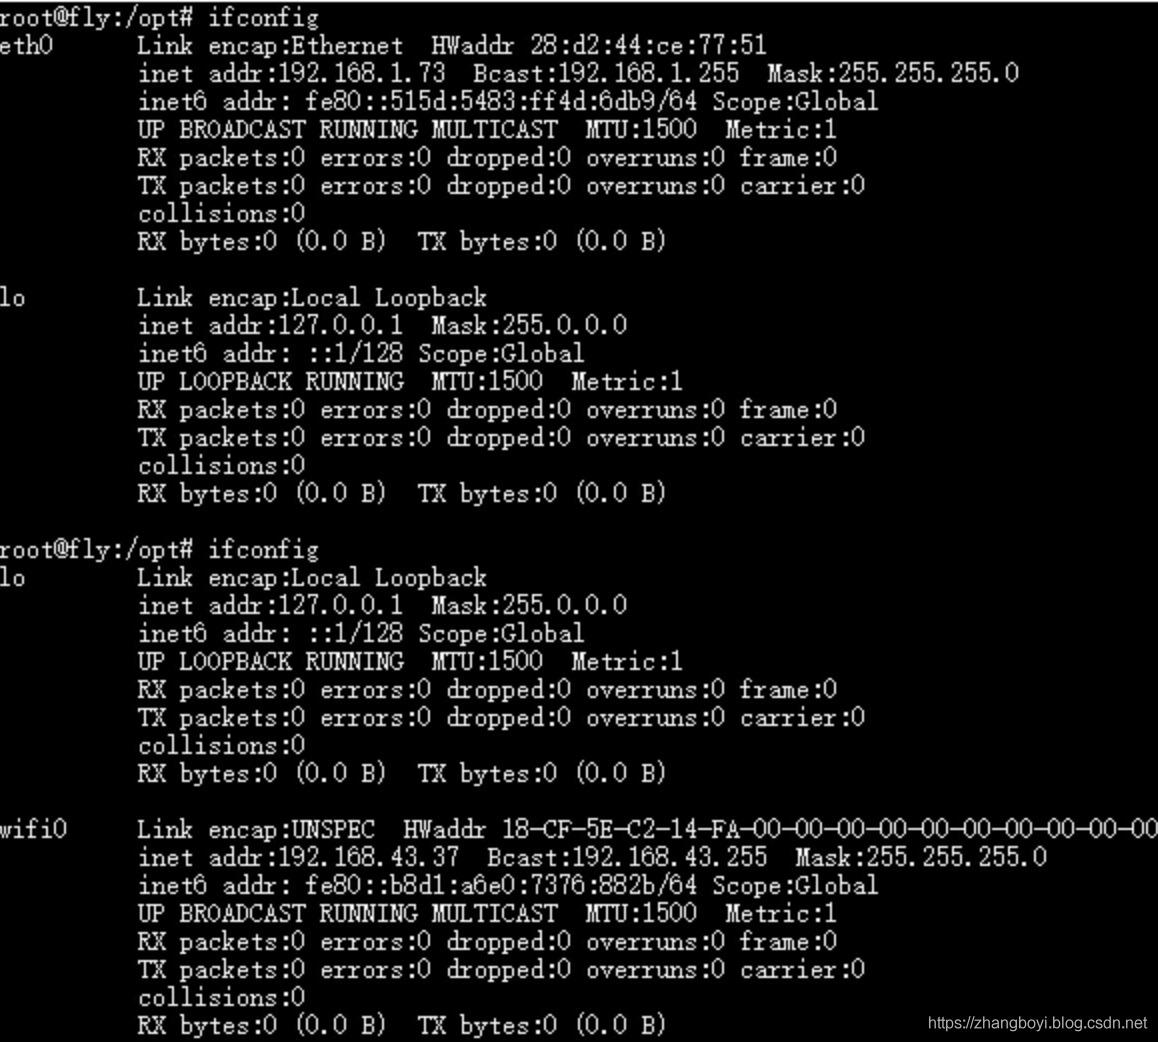 root@fly:/opt# ifconfig
eth0      Link encap:Ethernet  HWaddr 28:d2:44:ce:77:51
          inet addr:192.168.1.73  Bcast:192.168.1.255  Mask:255.255.255.0
          inet6 addr: fe80::515d:5483:ff4d:6db9/64 Scope:Global
          UP BROADCAST RUNNING MULTICAST  MTU:1500  Metric:1
          RX packets:0 errors:0 dropped:0 overruns:0 frame:0
          TX packets:0 errors:0 dropped:0 overruns:0 carrier:0
          collisions:0
          RX bytes:0 (0.0 B)  TX bytes:0 (0.0 B)

lo        Link encap:Local Loopback
          inet addr:127.0.0.1  Mask:255.0.0.0
          inet6 addr: ::1/128 Scope:Global
          UP LOOPBACK RUNNING  MTU:1500  Metric:1
          RX packets:0 errors:0 dropped:0 overruns:0 frame:0
          TX packets:0 errors:0 dropped:0 overruns:0 carrier:0
          collisions:0
          RX bytes:0 (0.0 B)  TX bytes:0 (0.0 B)

root@fly:/opt# ifconfig
lo        Link encap:Local Loopback
          inet addr:127.0.0.1  Mask:255.0.0.0
          inet6 addr: ::1/128 Scope:Global
          UP LOOPBACK RUNNING  MTU:1500  Metric:1
          RX packets:0 errors:0 dropped:0 overruns:0 frame:0
          TX packets:0 errors:0 dropped:0 overruns:0 carrier:0
          collisions:0
          RX bytes:0 (0.0 B)  TX bytes:0 (0.0 B)

wifi0     Link encap:UNSPEC  HWaddr 18-CF-5E-C2-14-FA-00-00-00-00-00-00-00-00-00-00
          inet addr:192.168.43.37  Bcast:192.168.43.255  Mask:255.255.255.0
          inet6 addr: fe80::b8d1:a6e0:7376:882b/64 Scope:Global
          UP BROADCAST RUNNING MULTICAST  MTU:1500  Metric:1
          RX packets:0 errors:0 dropped:0 overruns:0 frame:0
          TX packets:0 errors:0 dropped:0 overruns:0 carrier:0
          collisions:0
          RX bytes:0 (0.0 B)  TX bytes:0 (0.0 B)
https://zhangboyi.blog.csdn.net